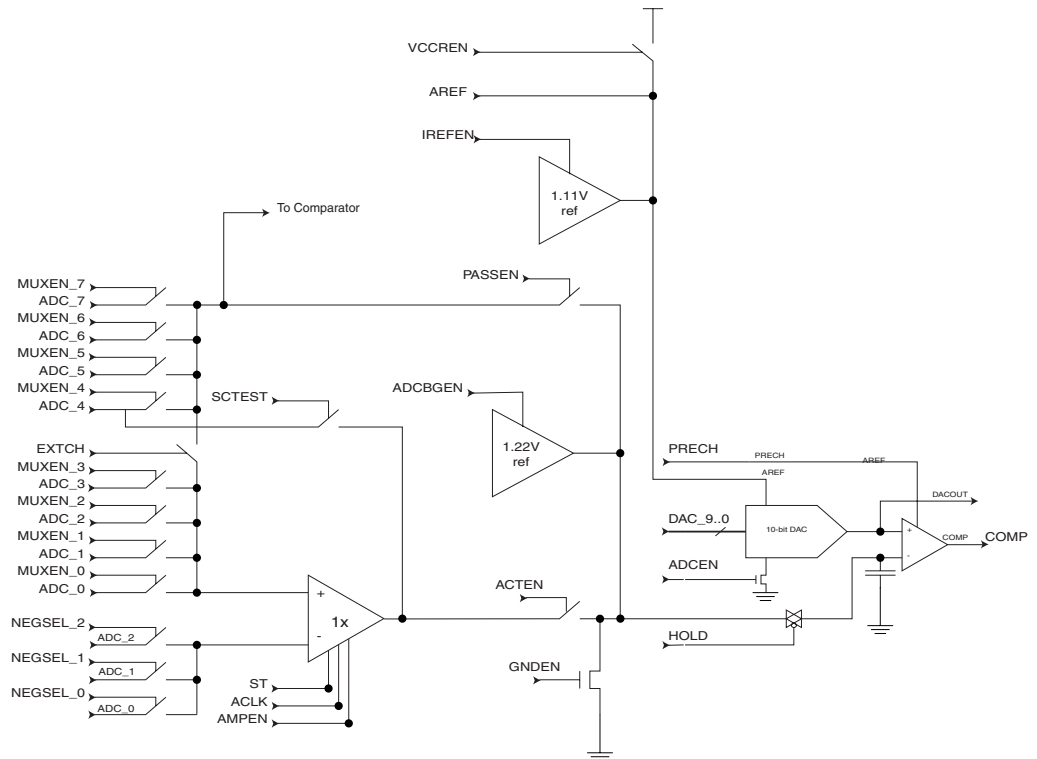 VCCREN
AREF
IREFEN
1.11V
ref
To Comparator
PASSEN
MUXEN_7
ADC_7
MUXEN_6
ADC_6
MUXEN_5
ADC_5
MUXEN_4
ADC_4
SCTEST
ADCBGEN
1.22V
ref
EXTCH
MUXEN_3
ADC_3
MUXEN_2
ADC_2
MUXEN_1
ADC_1
MUXEN_0
ADC_0
PRECH
PRECH
AREF
AREF
DACOUT
DAC_9..0
10-bit DAC
+
-
COMP
COMP
ADCEN
NEGSEL_2
ADC_2
NEGSEL_1
ADC_1
NEGSEL_0
ADC_0
+
1x
-
ACTEN
HOLD
GNDEN
ST
ACLK
AMPEN